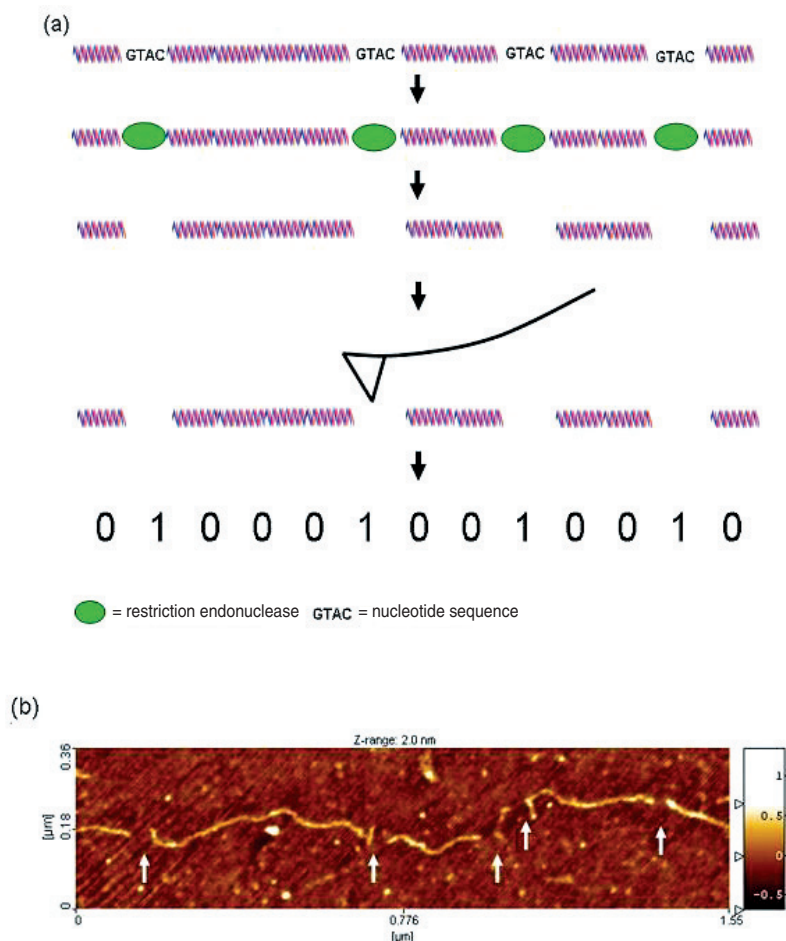 (a)
GTAC GTAC GTAC GTAC
0 1 0 0 0 1 0 0 1 0 0 1 0
= restriction endonuclease GTAC = nucleotide sequence
(b)
Z-range: 2.0 nm
0.36
[µm]
0.18
0
0 0.776 1.55
[µm]
1
0.5
0
-0.5